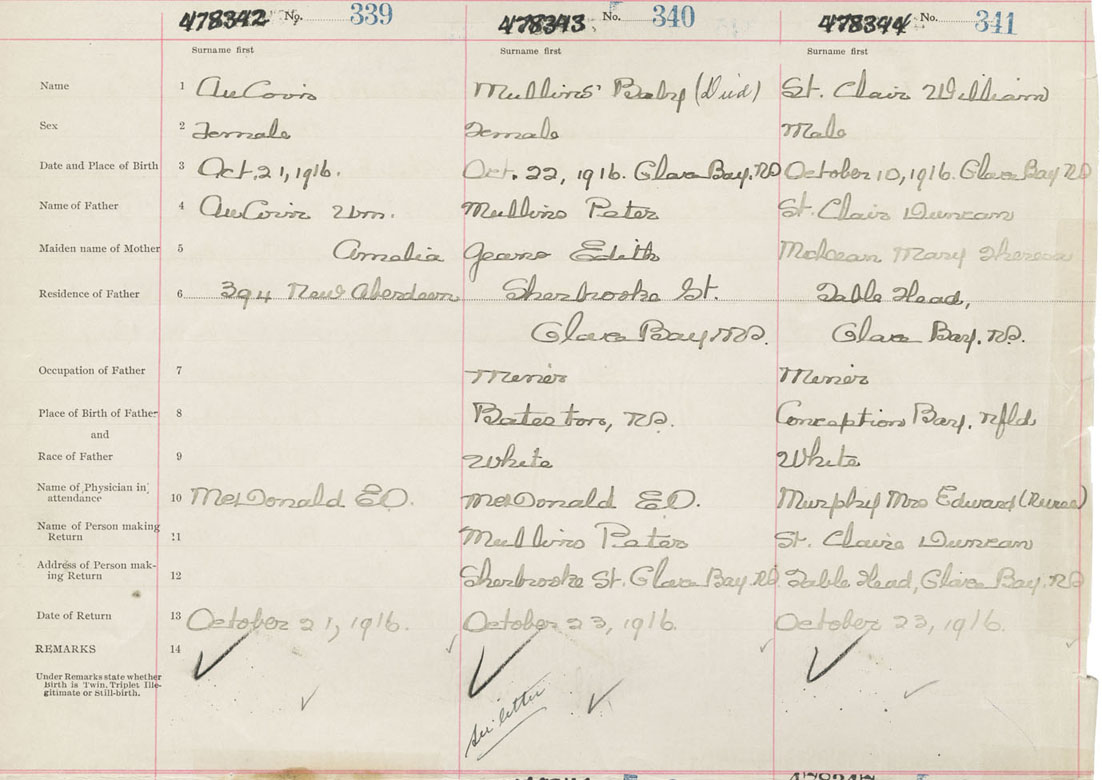 478342 No. 339 478343 No. 340 478344 No. 341
Surname first Surname first Surname first
Name 1 AuCoin Mullins' Baby (Died) St. Clair William
Sex 2 Female Female Male
Date and Place of Birth 3 Oct. 21, 1916. Oct. 22, 1916. Glace Bay. NS October 10, 1916. Glace Bay NS
Name of Father 4 AuCoin Wm. Mullins Peter St. Clair Duncan
Maiden name of Mother 5 Amelia Jeans Edith McLean Mary Theresa
Residence of Father 6 394 New Aberdeen Sherbrooke St. Table Head,
Glace Bay NS. Glace Bay. NS.
Occupation of Father 7 Miner Miner
Place of Birth of Father 8 Bateston, NS. Conception Bay. Nfld
and
Race of Father 9 White White
Name of Physician in
attendance 10 McDonald EO. McDonald EO. Murphy Mrs Edward (Nurse)
Name of Person making
Return 11 Mullins Peter St. Claire Duncan
Address of Person mak-
ing Return 12 Sherbrooke St. Glace Bay. NS Table Head, Glace Bay. NS
Date of Return 13 October 21, 1916. October 23, 1916. October 23, 1916.
REMARKS 14
Under Remarks state whether
Birth is Twin, Triplet Ille-
gitimate or Still-birth.
see letter